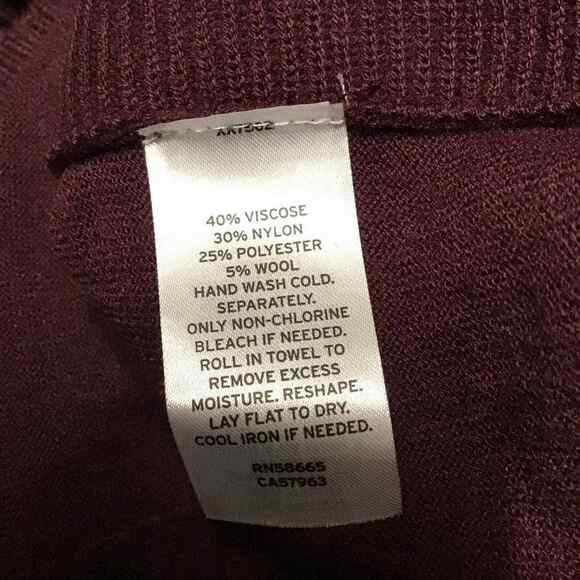 40% VISCOSE
30% NYLON
25% POLYESTER
5% WOOL
HAND WASH COLD.
SEPARATELY.
ONLY NON-CHLORINE
BLEACH IF NEEDED.
ROLL IN TOWEL TO
REMOVE EXCESS
MOISTURE. RESHAPE.
LAY FLAT TO DRY.
COOL IRON IF NEEDED.
RN58665
CA57963